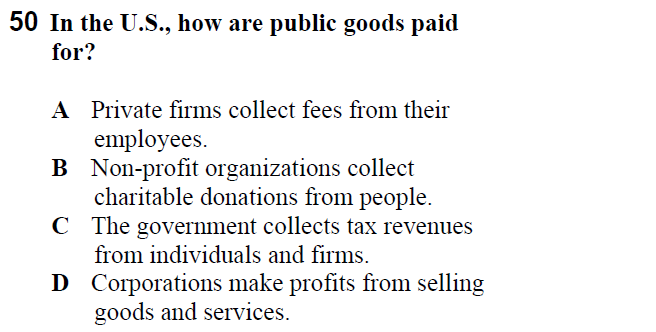 50 In the U.S., how are public goods paid
for?
A Private firms collect fees from their
employees.
B Non-profit organizations collect
charitable donations from people.
C The government collects tax revenues
from individuals and firms.
D Corporations make profits from selling
goods and services.